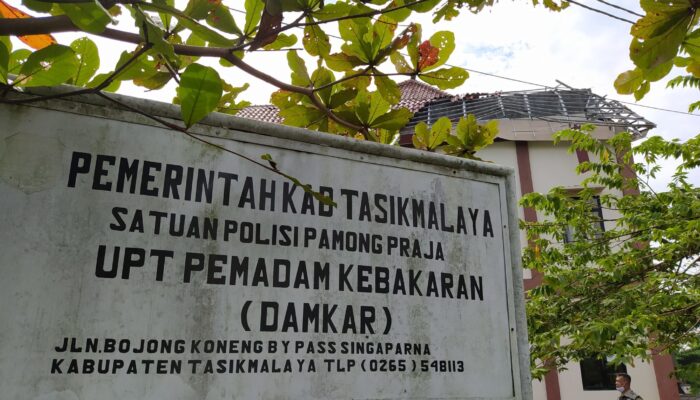 PEMERINTAH KAB TASIKMALAYA
SATUAN POLISI PAMONG PRAJA
UPT PEMADAM KEBAKARAN
(DAMKAR)
JLN.BOJONG KONENG BY PASS SINGAPARNA
KABUPATEN TASIKMALAYA TLP (0265) 548113